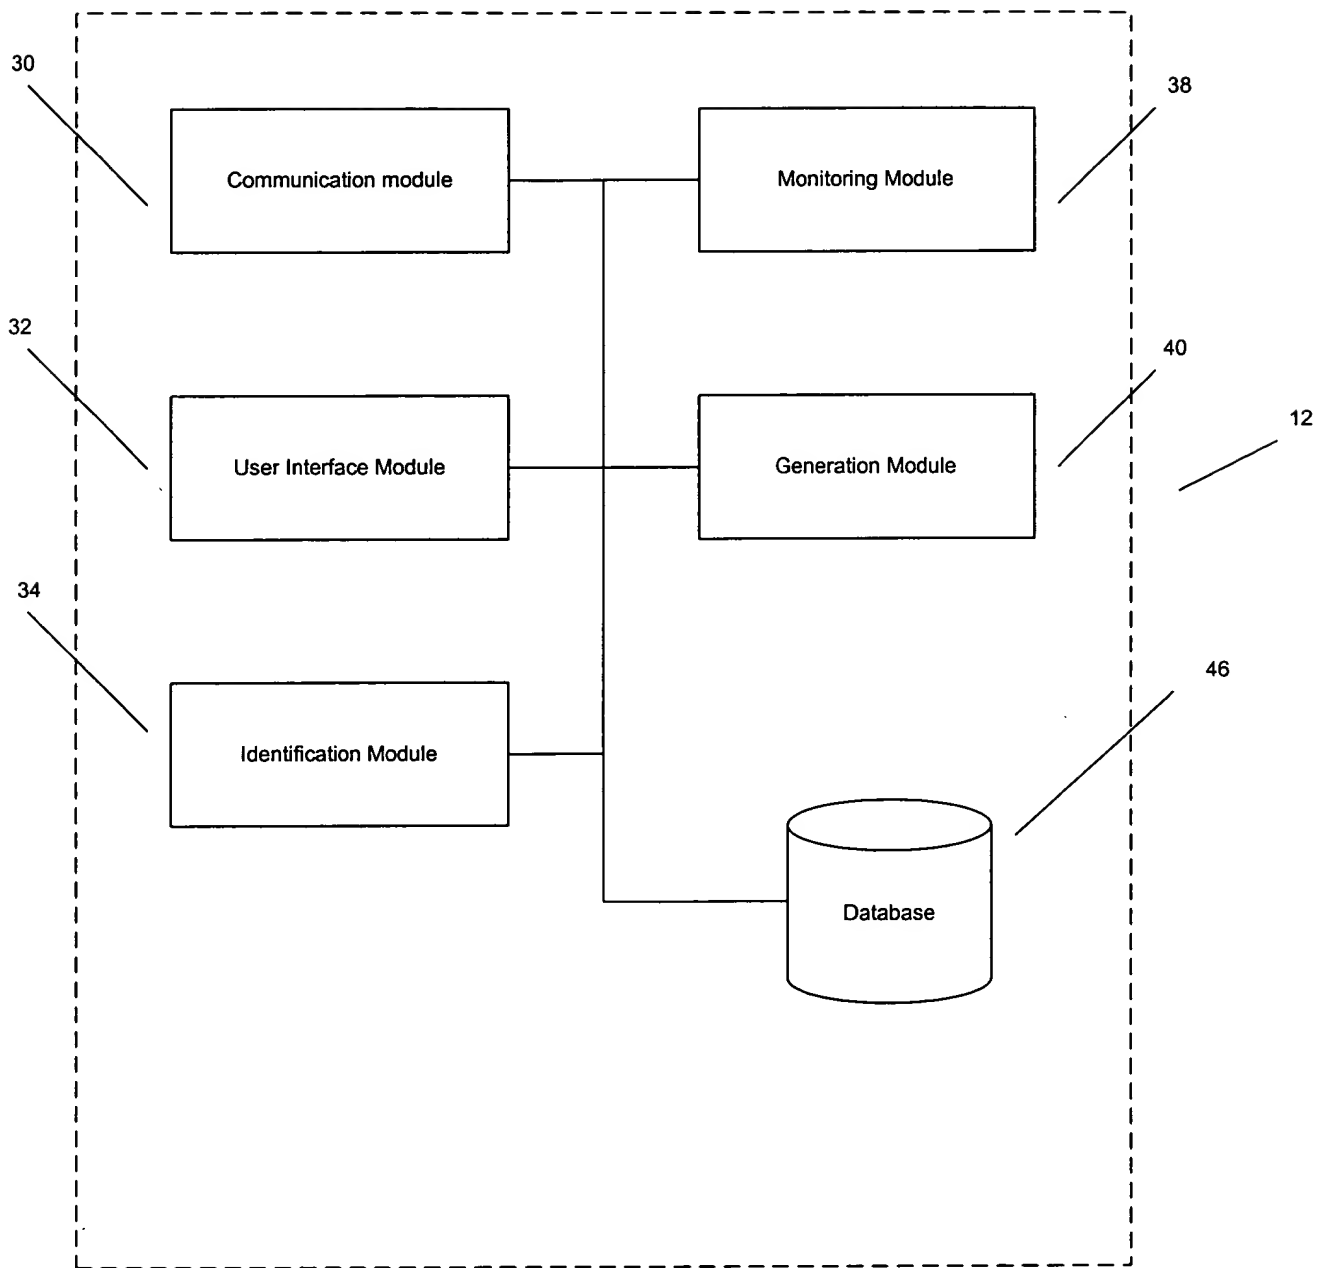 30
38
Communication module
Monitoring Module
32
40
12
User Interface Module
Generation Module
34
46
Identification Module
Database